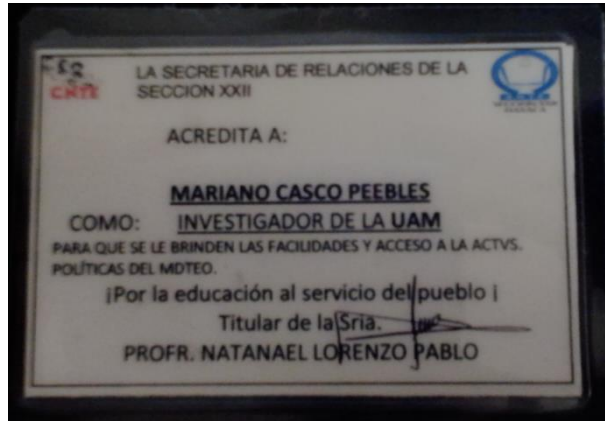 CNTE
LA SECRETARIA DE RELACIONES DE LA
SECCION XXII
ACREDITA A:
MARIANO CASCO PEEBLES
COMO: INVESTIGADOR DE LA UAM
PARA QUE SE LE BRINDEN LAS FACILIDADES Y ACCESO A LA ACTVS.
POLÍTICAS DEL MDTEO.
¡Por la educación al servicio del pueblo ¡
Titular de la Sria.
PROFR. NATANAEL LORENZO PABLO